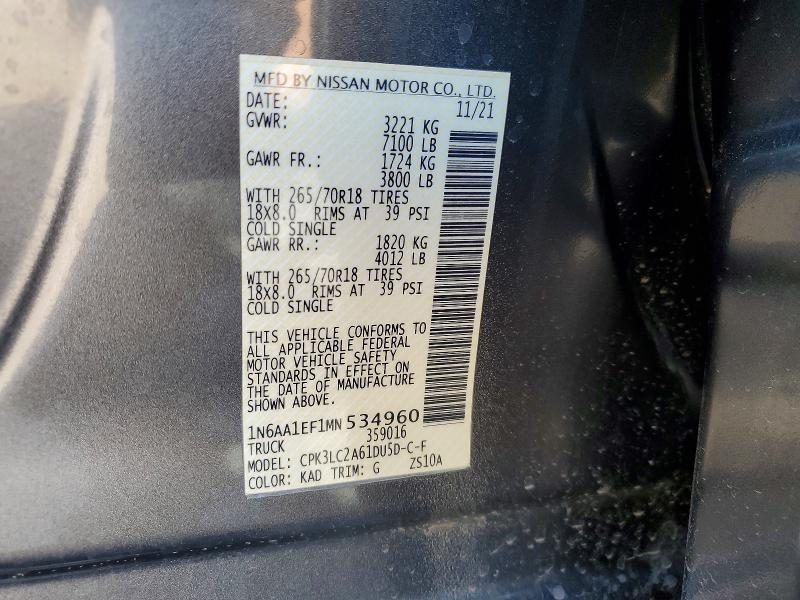 MFD BY NISSAN MOTOR CO., LTD.
DATE: 11/21
GVWR: 3221 KG
7100 LB
GAWR FR.: 1724 KG
3800 LB
WITH 265/70R18 TIRES
18X8.0 RIMS AT 39 PSI
COLD SINGLE
GAWR RR.: 1820 KG
4012 LB
WITH 265/70R18 TIRES
18X8.0 RIMS AT 39 PSI
COLD SINGLE
THIS VEHICLE CONFORMS TO
ALL APPLICABLE FEDERAL
MOTOR VEHICLE SAFETY
STANDARDS IN EFFECT ON
THE DATE OF MANUFACTURE
SHOWN ABOVE.
1N6AA1EF1MN534960
TRUCK 359016
MODEL: CPK3LC2A61DU5D-C-F
COLOR: KAD TRIM: G ZS10A